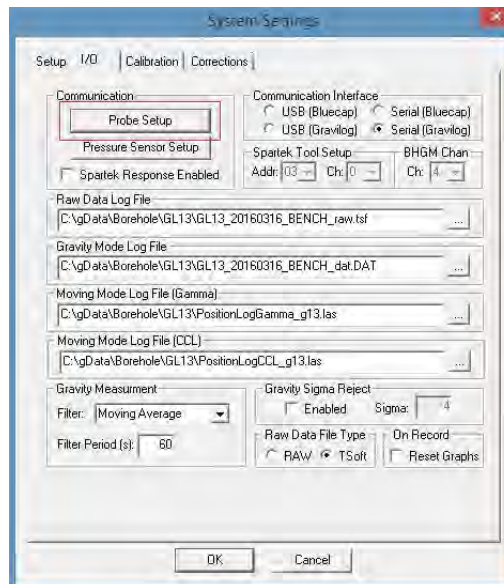 System Settings
Setup I/O Calibration Corrections
Communication
Probe Setup
Pressure Sensor Setup
Spartek Response Enabled
Communication Interface
USB (Bluecap) Serial (Bluecap)
USB (Gravilog) Serial (Gravilog)
Spartek Tool Setup
Addr: 03 Ch: 0
BHGM Chan
Ch: 4
Raw Data Log File
C:\gData\Borehole\GL13\GL13_20160316_BENCH_raw.tsf ...
Gravity Mode Log File
C:\gData\Borehole\GL13\GL13_20160316_BENCH_dat.DAT ...
Moving Mode Log File (Gamma)
C:\gData\Borehole\GL13\PositionLogGamma_g13.las ...
Moving Mode Log File (CCL)
C:\gData\Borehole\GL13\PositionLogCCL_g13.las ...
Gravity Measurment
Filter: Moving Average
Filter Period (s): 60
Gravity Sigma Reject
Enabled Sigma: 4
Raw Data File Type
RAW TSoft
On Record
Reset Graphs
OK Cancel